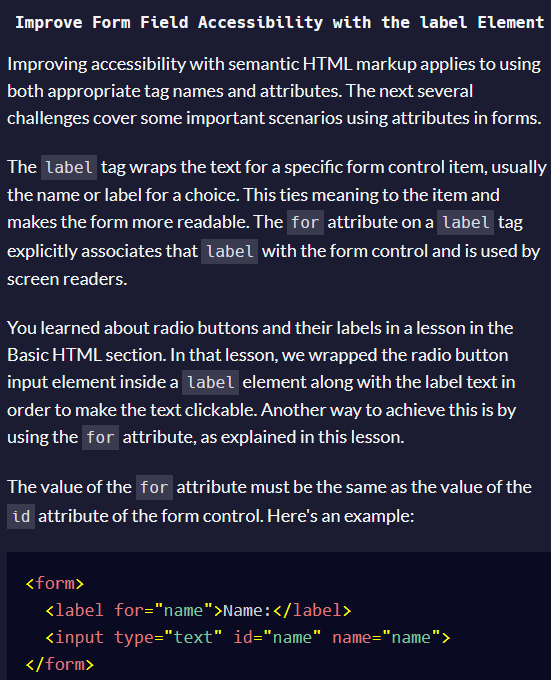 Improve Form Field Accessibility with the label Element
Improving accessibility with semantic HTML markup applies to using
both appropriate tag names and attributes. The next several
challenges cover some important scenarios using attributes in forms.
The label tag wraps the text for a specific form control item, usually
the name or label for a choice. This ties meaning to the item and
makes the form more readable. The for attribute on a label tag
explicitly associates that label with the form control and is used by
screen readers.
You learned about radio buttons and their labels in a lesson in the
Basic HTML section. In that lesson, we wrapped the radio button
input element inside a label element along with the label text in
order to make the text clickable. Another way to achieve this is by
using the for attribute, as explained in this lesson.
The value of the for attribute must be the same as the value of the
id attribute of the form control. Here's an example:
<form>
  <label for="name">Name:</label>
  <input type="text" id="name" name="name">
</form>